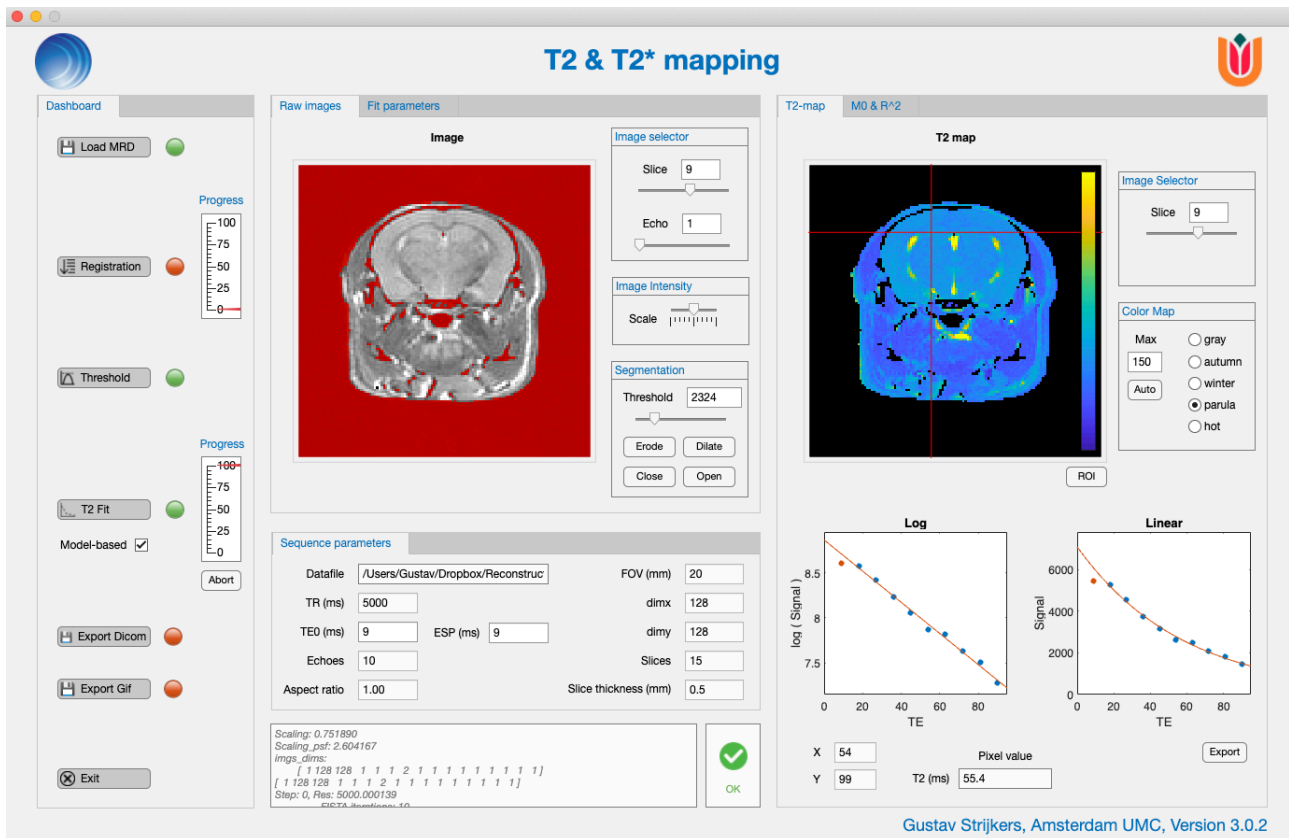 T2 & T2* mapping
Dashboard
Load MRD
Progress
100
75
50
25
0
Registration
Threshold
Progress
100
75
50
25
0
T2 Fit
Model-based
Abort
Export Dicom
Export Gif
Exit
Raw images Fit parameters
Image
Image selector
Slice 9
Echo 1
Image Intensity
Scale
Segmentation
Threshold 2324
Erode Dilate
Close Open
Sequence parameters
Datafile /Users/Gustav/Dropbox/Reconstruc FOV (mm) 20
TR (ms) 5000 dimx 128
TE0 (ms) 9 ESP (ms) 9 dimy 128
Echoes 10 Slices 15
Aspect ratio 1.00 Slice thickness (mm) 0.5
Scaling: 0.751890
Scaling_psf: 2.604167
imgs_dims:
[ 1 128 128 1 1 1 2 1 1 1 1 1 1 1 1 1 ]
[ 1 128 128 1 1 1 2 1 1 1 1 1 1 1 1 1 ]
Step: 0, Res: 5000.000139
FISTA iterations: 10
OK
T2-map M0 & R^2
T2 map
Image Selector
Slice 9
Color Map
Max
150
Auto
gray
autumn
winter
parula
hot
ROI
Log
8.5
8
7.5
log ( Signal )
0 20 40 60 80
TE
Linear
6000
4000
2000
0
Signal
0 20 40 60 80
TE
X 54
Y 99
Pixel value
T2 (ms) 55.4
Export
Gustav Strijkers, Amsterdam UMC, Version 3.0.2